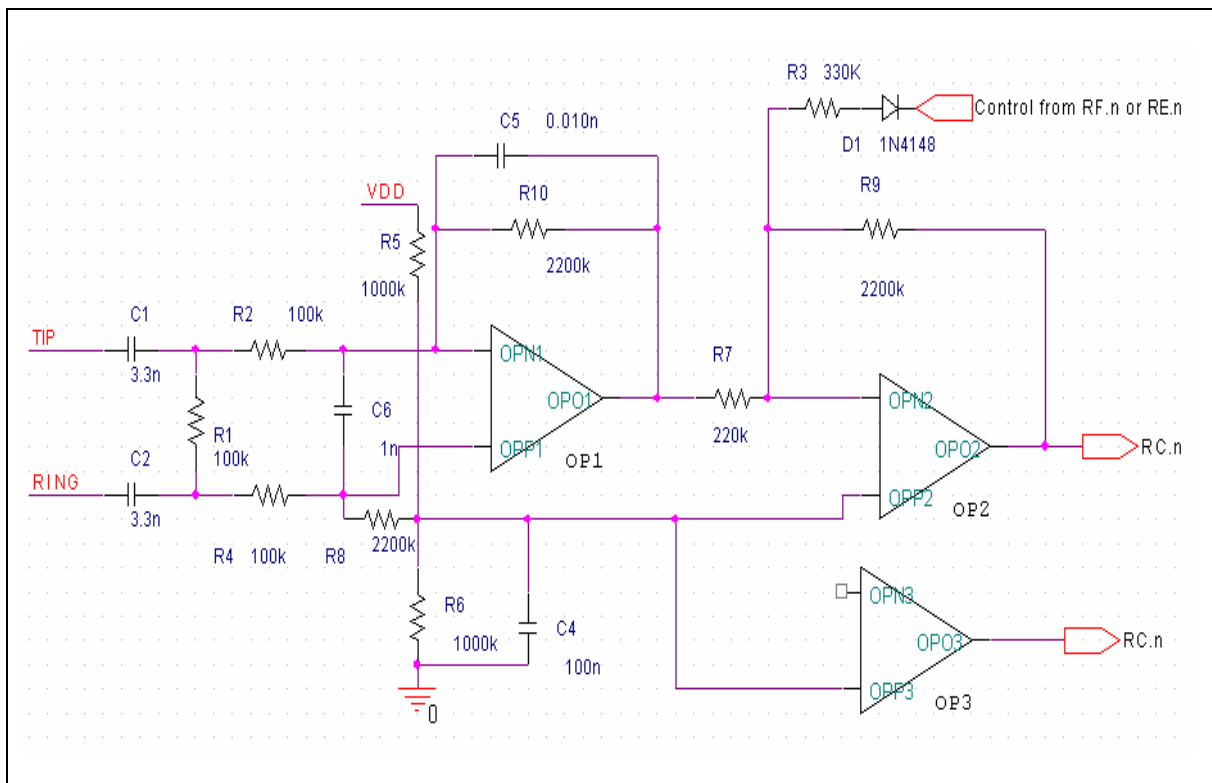 R3 330K
Control from RF.n or RE.n
C5 0.010n
D1 1N4148
VDD
R10
R9
R5
2200k
1000k
2200k
C1
R2 100k
TIP
OPN1
R7
3.3n
C6
OPO1
OPN2
R1
100k
1n
OPP1
220k
OP1
OPO2
RC.n
C2
RING
OPP2
3.3n
OP2
R4 100k
R8
2200k
OPN3
R6
1000k
C4
100n
OPO3
RC.n
OPP3
OP3
0